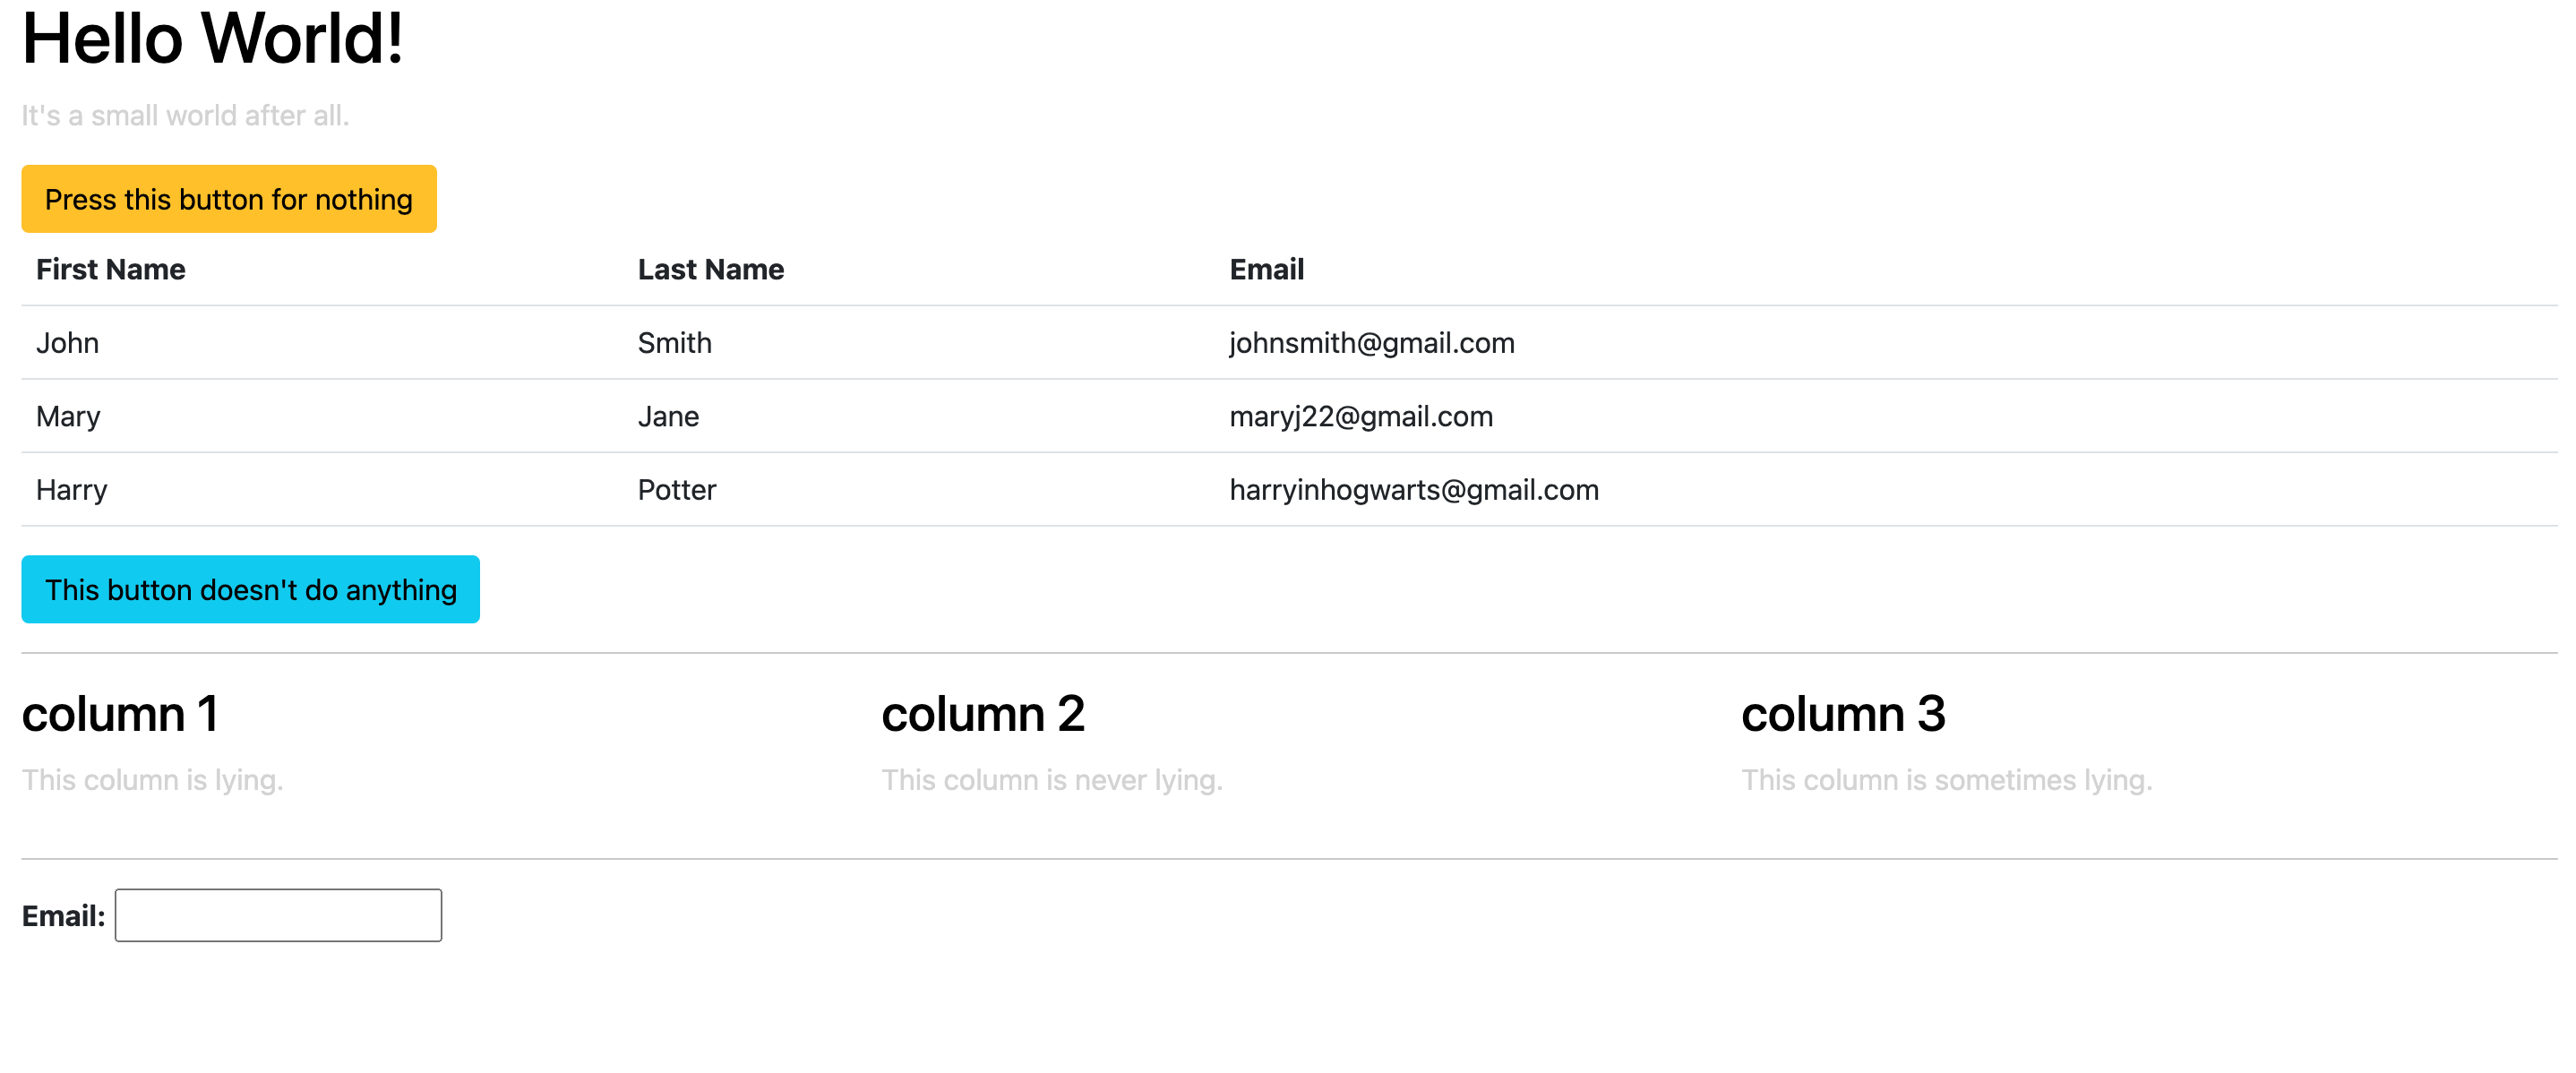 Hello World!
It's a small world after all.
Press this button for nothing
First Name Last Name Email
John Smith johnsmith@gmail.com
Mary Jane maryj22@gmail.com
Harry Potter harryinhogwarts@gmail.com
This button doesn't do anything
column 1 column 2 column 3
This column is lying. This column is never lying. This column is sometimes lying.
Email: